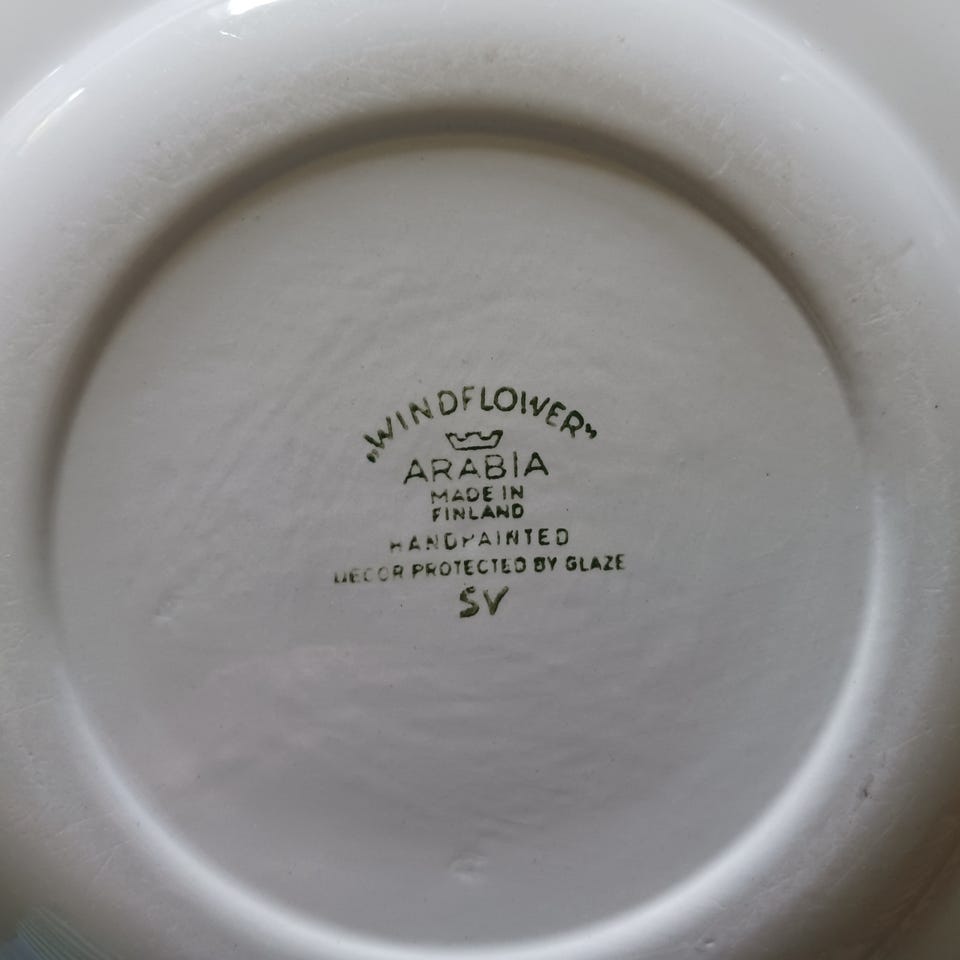 "WINDFLOWER"
ARABIA
MADE IN
FINLAND
HANDPAINTED
DECOR PROTECTED BY GLAZE
SV